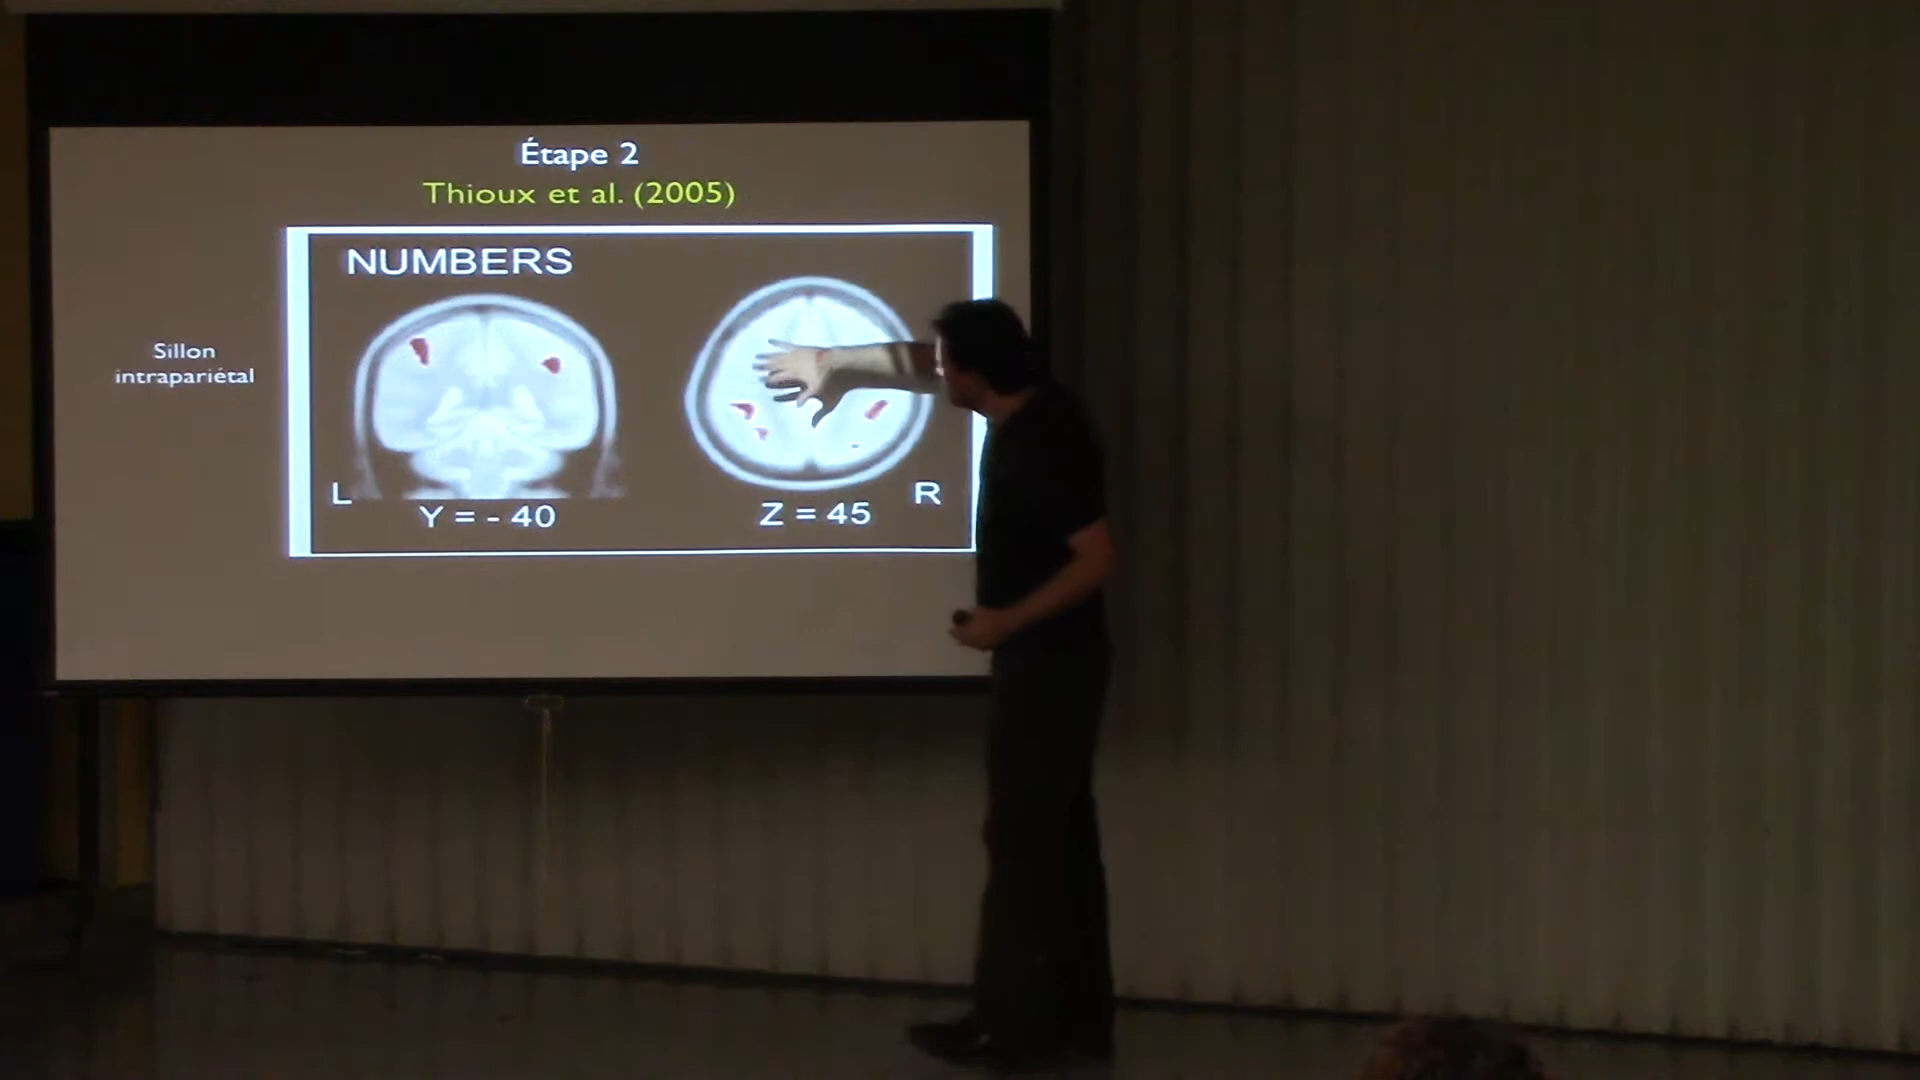 Étape 2
Thioux et al. (2005)
NUMBERS
Sillon
intrapariétal
L
R
Y = - 40
Z = 45